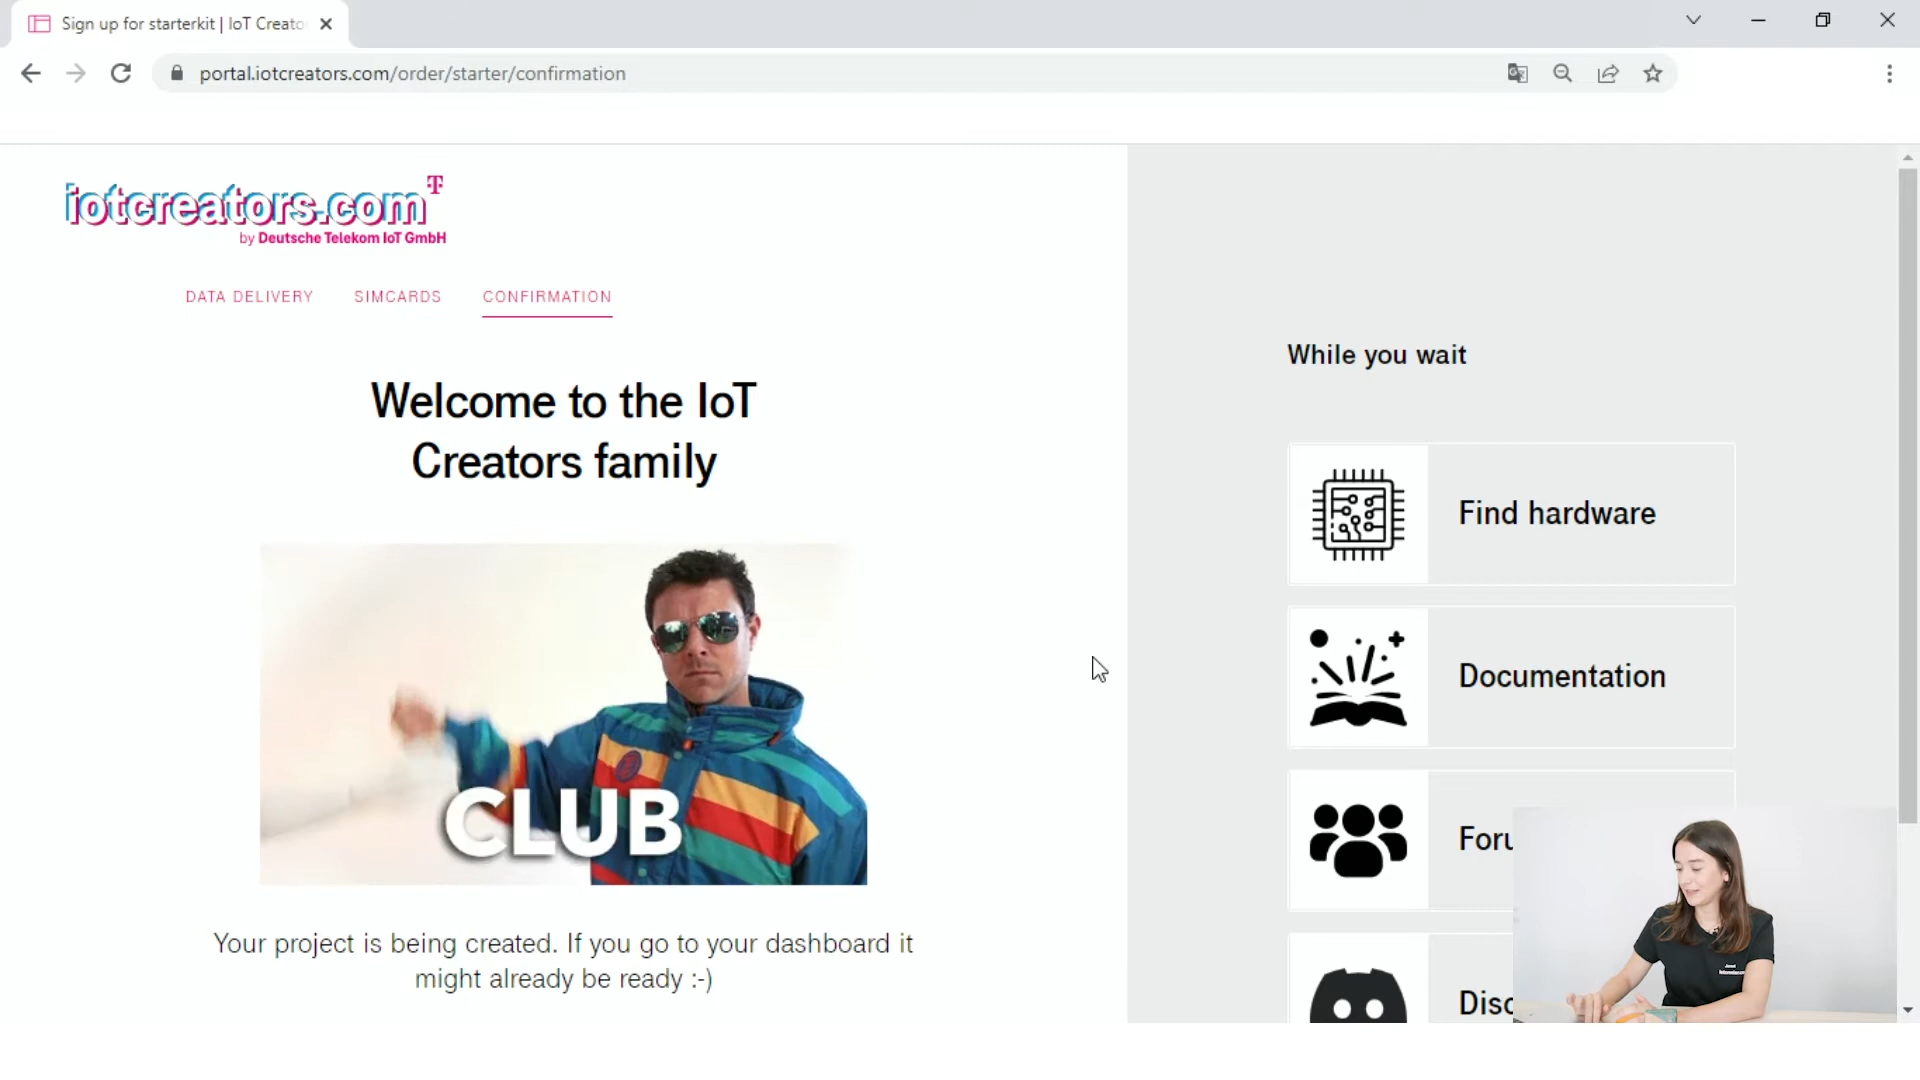 Sign up for starterkit | IoT Creato
portal.iotcreators.com/order/starter/confirmation
iotcreators.com T
by Deutsche Telekom IoT GmbH
DATA DELIVERY SIMCARDS CONFIRMATION
Welcome to the IoT
Creators family
CLUB
Your project is being created. If you go to your dashboard it
might already be ready :-)
While you wait
Find hardware
Documentation
Foru
Disc